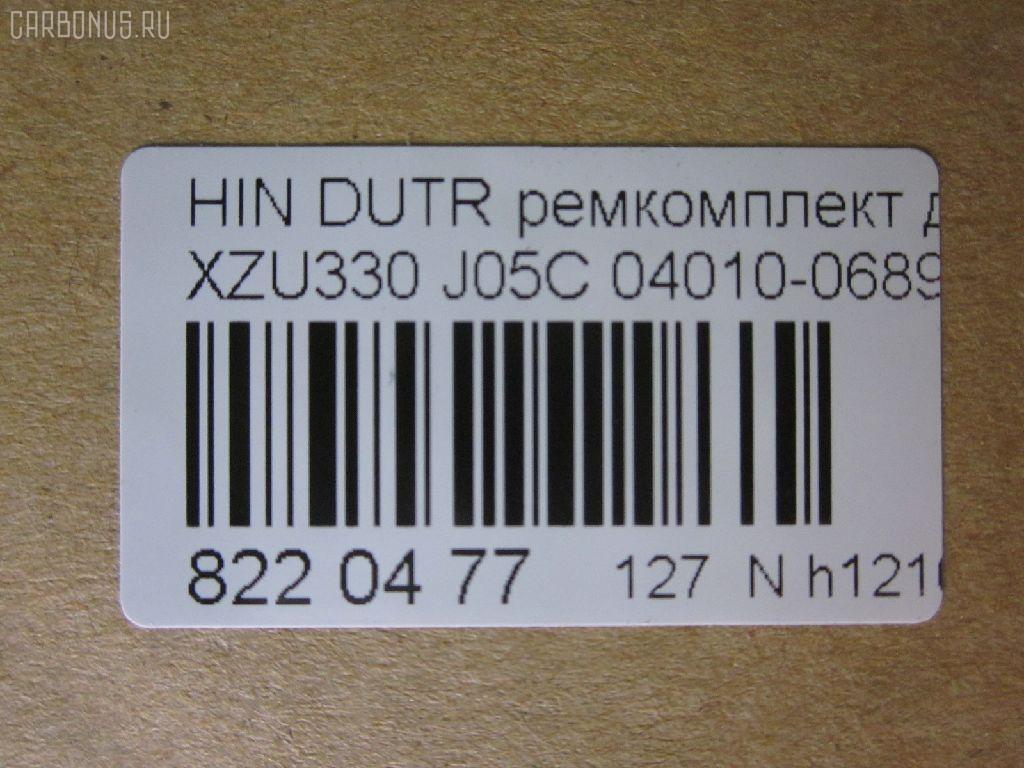 CARBONUS.RU
HIN DUTR ремкомплект д
XZU330 J05C 04010-0689
822 04 77 127 N h121